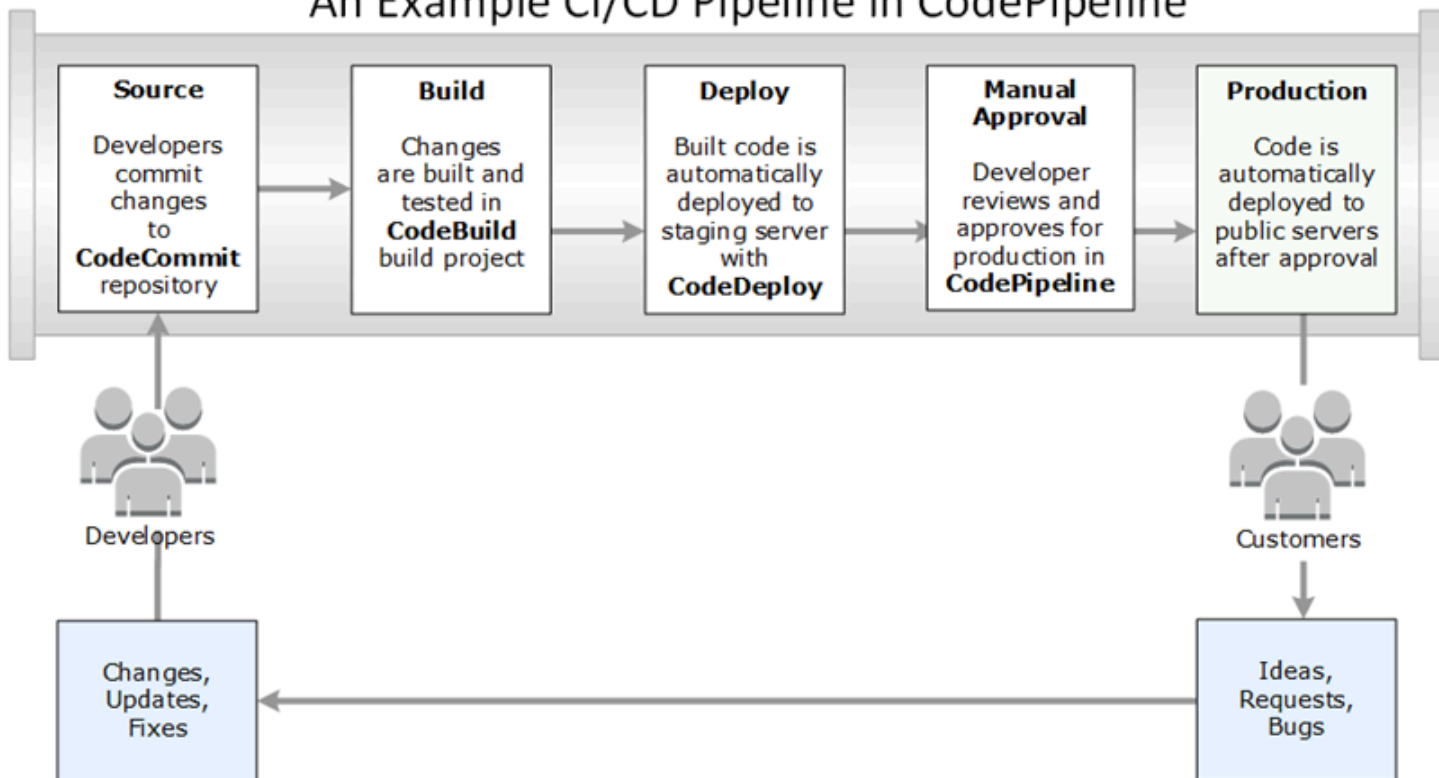 An Example CI/CD Pipeline in CodePipeline
Source
Developers
commit
changes
to
CodeCommit
repository
Build
Changes
are built and
tested in
CodeBuild
build project
Deploy
Built code is
automatically
deployed to
staging server
with
CodeDeploy
Manual
Approval
Developer
reviews and
approves for
production in
CodePipeline
Production
Code is
automatically
deployed to
public servers
after approval
Developers
Customers
Changes,
Updates,
Fixes
Ideas,
Requests,
Bugs